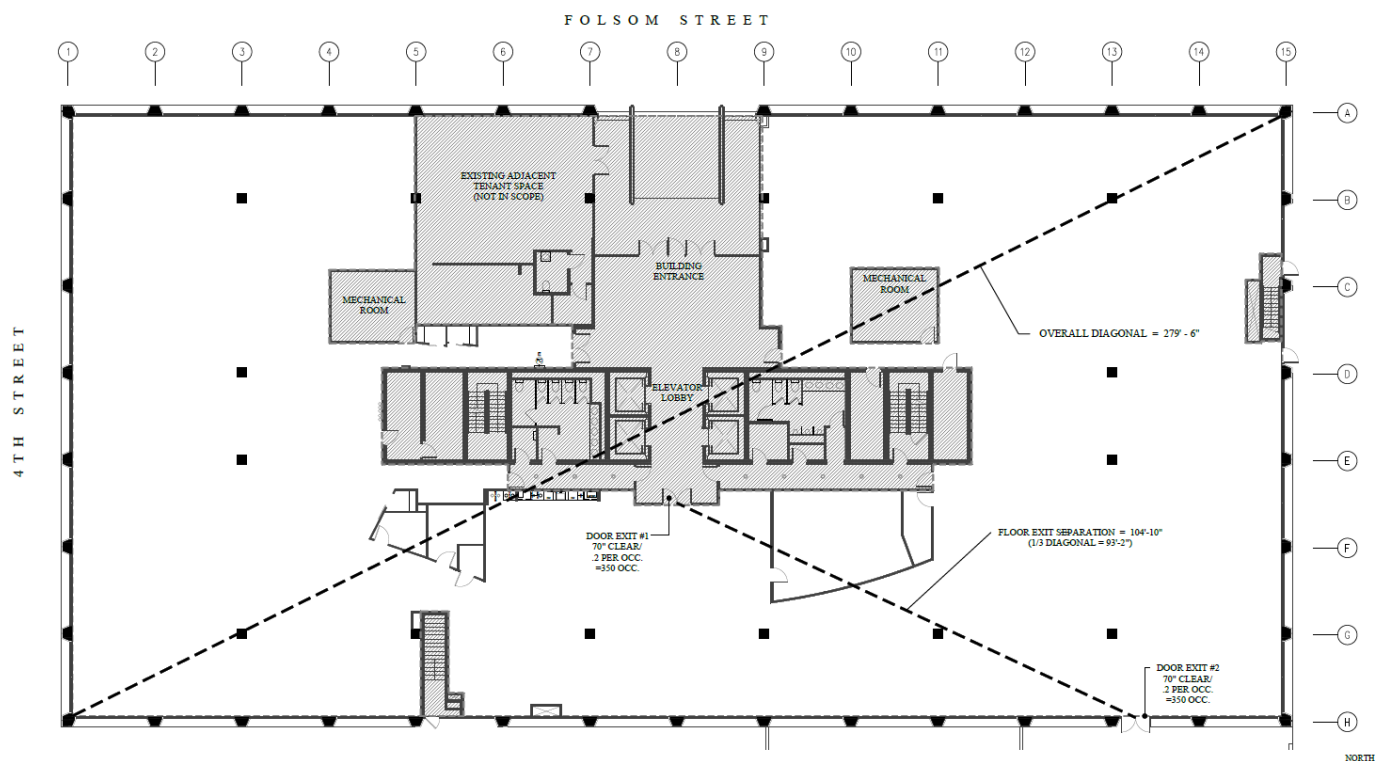 FOLSOM STREET
1 2 3 4 5 6 7 8 9 10 11 12 13 14 15
A
B
C
D
E
F
G
H
4TH STREET
EXISTING ADJACENT
TENANT SPACE
(NOT IN SCOPE)
BUILDING
ENTRANCE
MECHANICAL
ROOM
MECHANICAL
ROOM
OVERALL DIAGONAL = 279' - 6"
ELEVATOR
LOBBY
DOOR EXIT #1
70" CLEAR/
.2 PER OCC.
=350 OCC.
FLOOR EXIT SEPARATION = 104'-10"
(1/3 DIAGONAL = 93'-2")
DOOR EXIT #2
70" CLEAR/
.2 PER OCC.
=350 OCC.
NORTH